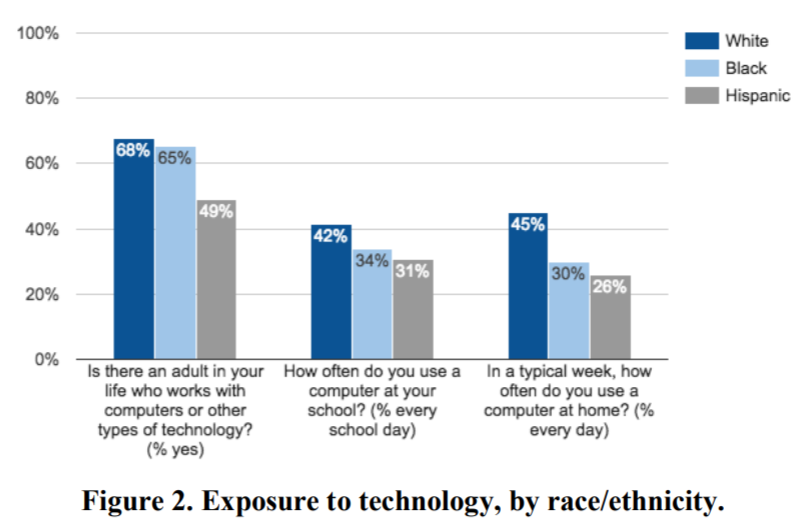 100%
80%
60%
40%
20%
0%
68%
65%
49%
42%
34%
31%
45%
30%
26%
White
Black
Hispanic
Is there an adult in your
life who works with
computers or other
types of technology?
(% yes)
How often do you use a
computer at your
school? (% every
school day)
In a typical week, how
often do you use a
computer at home? (%
every day)
Figure 2. Exposure to technology, by race/ethnicity.